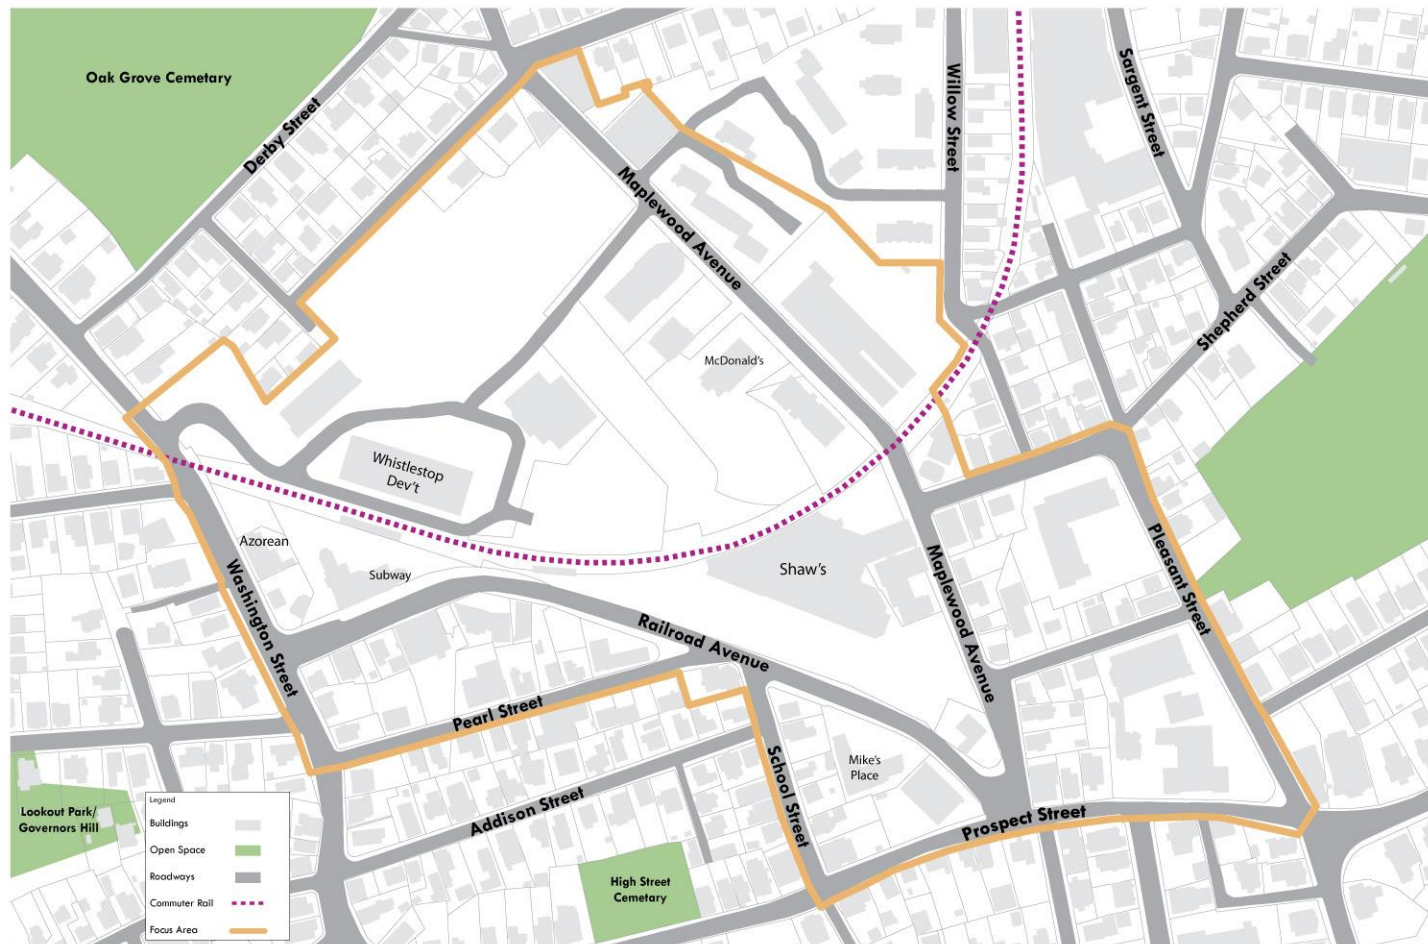 Oak Grove Cemetary
Derby Street
Willow Street
Sargent Street
Maplewood Avenue
Shepherd Street
McDonald's
Whistlestop
Dev't
Azorean
Subway
Shaw's
Washington Street
Railroad Avenue
Maplewood Avenue
Pleasant Street
Pearl Street
School Street
Mike's
Place
Addison Street
Prospect Street
Lookout Park/
Governors Hill
High Street
Cemetary
Legend
Buildings
Open Space
Roadways
Commuter Rail
Focus Area